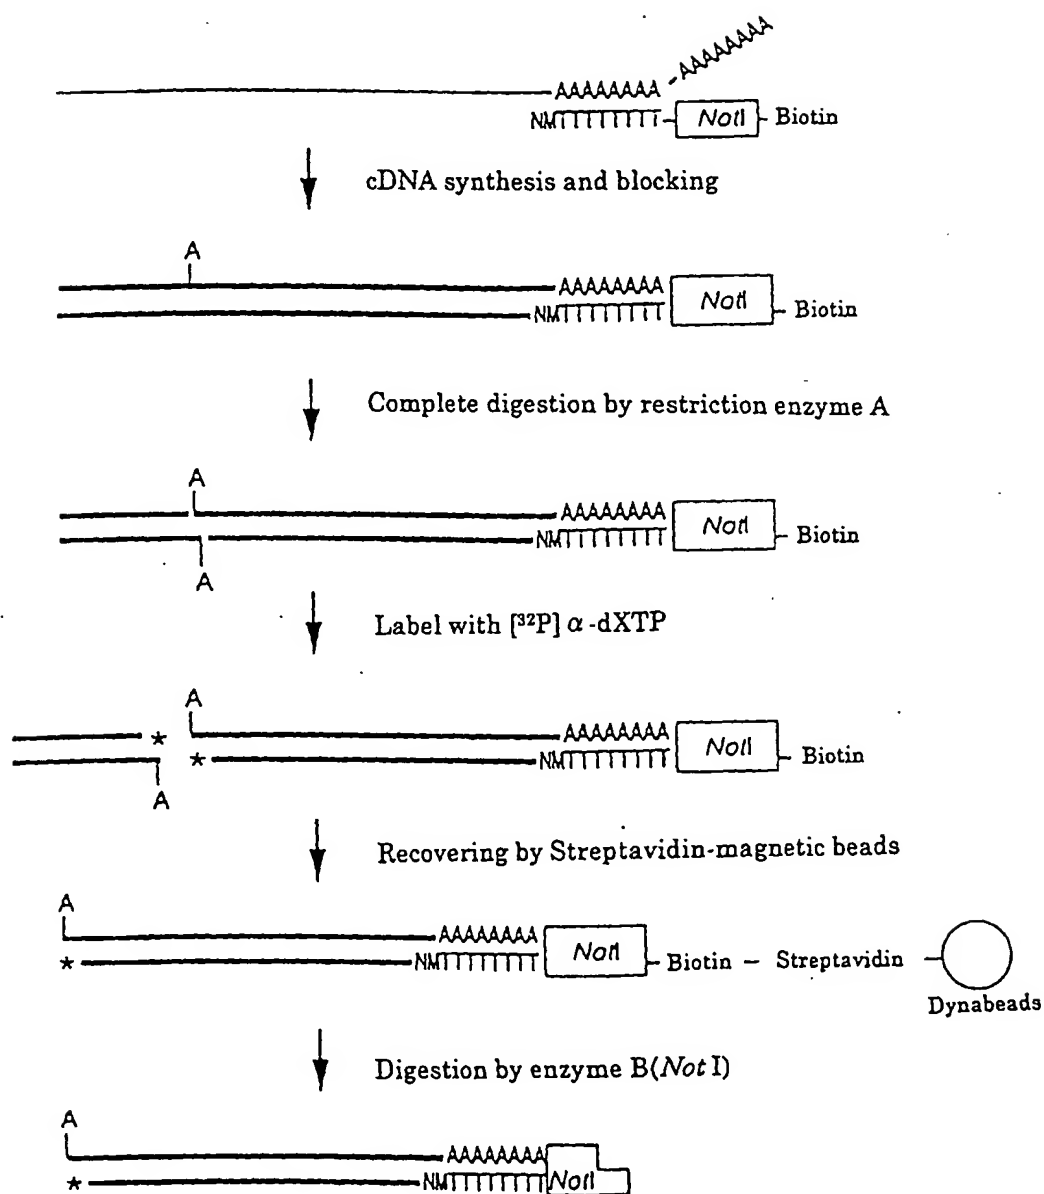 AAAAAAAA
AAAAAAAA
NMTTTTTTTT NotI Biotin
cDNA synthesis and blocking
A
AAAAAAAA NotI
NMTTTTTTTT Biotin
Complete digestion by restriction enzyme A
A
AAAAAAAA NotI
NMTTTTTTTT Biotin
A
Label with [³²P] α-dXTP
A
* AAAAAAAA NotI
* NMTTTTTTTT Biotin
A
Recovering by Streptavidin-magnetic beads
A
AAAAAAAA NotI
* NMTTTTTTTT Biotin – Streptavidin
Dynabeads
Digestion by enzyme B(Not I)
A
AAAAAAAA
* NMTTTTTTTT NotI